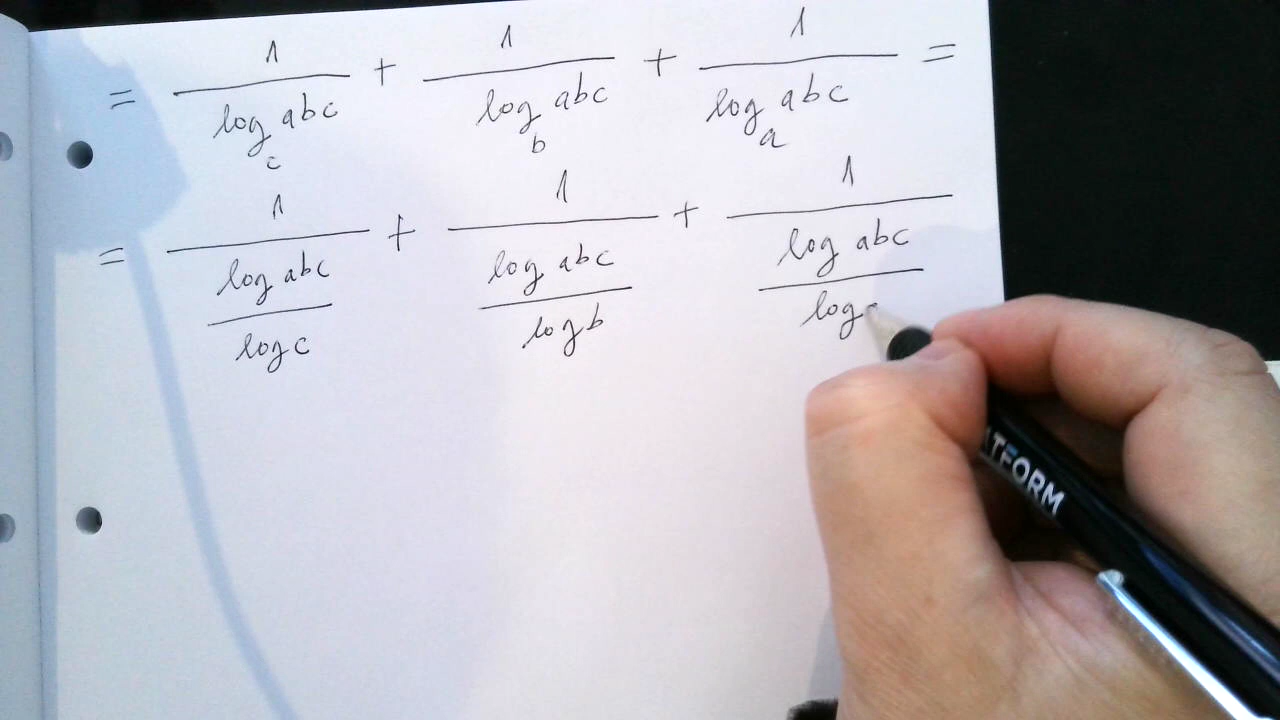 = 1/(log_c abc) + 1/(log_b abc) + 1/(log_a abc) =
= 1/((log abc)/(log c)) + 1/((log abc)/(log b)) + 1/((log abc)/(log
TFORM